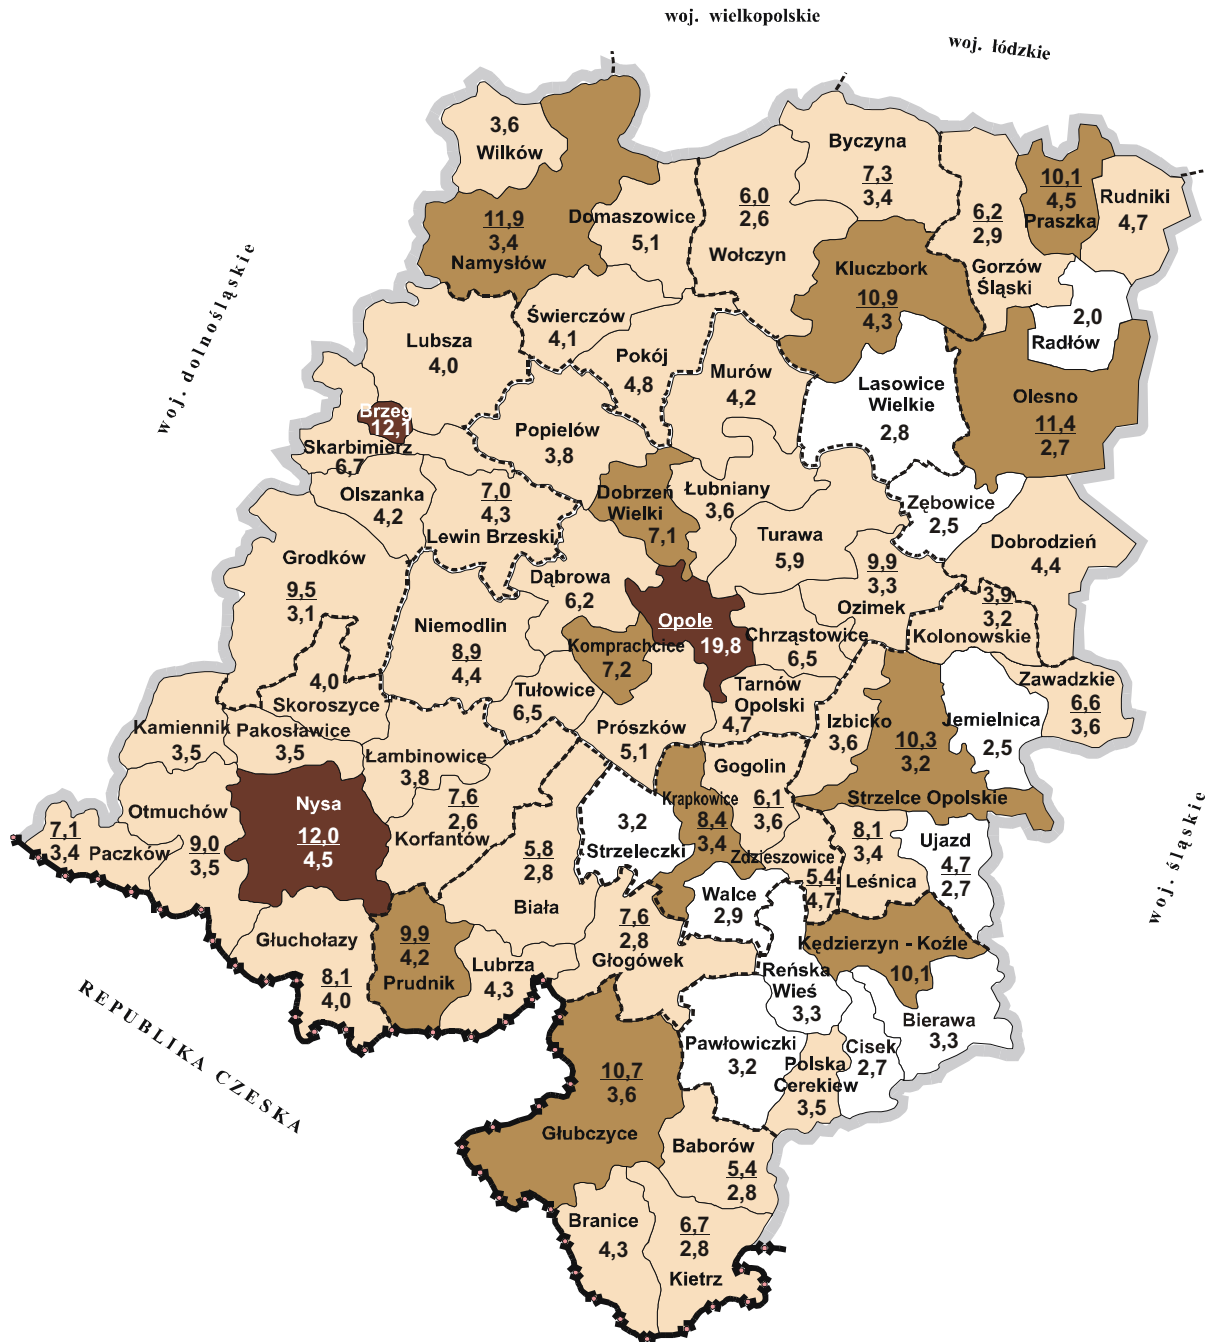 woj. wielkopolskie
woj. łódzkie
3,6
Wilków
Byczyna
7,3
3,4
10,1
4,5
Praszka
Rudniki
4,7
11,9
3,4
Namysłów
Domaszowice
5,1
6,0
2,6
Wołczyn
6,2
2,9
Gorzów
Śląski
Kluczbork
10,9
4,3
2,0
Radłów
woj. dolnośląskie
Lubsza
4,0
Świerczów
4,1
Pokój
4,8
Murów
4,2
Lasowice
Wielkie
2,8
Olesno
11,4
2,7
Brzeg
12,1
Skarbimierz
6,7
Popielów
3,8
Olszanka
4,2
7,0
4,3
Lewin Brzeski
Dobrzeń
Wielki
7,1
Łubniany
3,6
Zębowice
2,5
Turawa
5,9
Dobrodzień
4,4
Grodków
9,5
3,1
Dąbrowa
6,2
9,9
3,3
Ozimek
3,9
3,2
Kolonowskie
Niemodlin
8,9
4,4
Opole
19,8
Komprachcice
7,2
Chrząstowice
6,5
4,0
Skoroszyce
Tułowice
6,5
Tarnów
Opolski
4,7
Zawadzkie
6,6
3,6
Kamiennik
3,5
Pakosławice
3,5
Prószków
5,1
Izbicko
3,6
Jemielnica
2,5
10,3
3,2
Strzelce Opolskie
Łambinowice
3,8
Gogolin
6,1
3,6
Otmuchów
9,0
3,5
Nysa
12,0
4,5
7,6
2,6
Korfantów
3,2
Strzeleczki
Krapkowice
8,4
3,4
7,1
3,4
Paczków
5,8
2,8
Biała
Zdzieszowice
5,4
4,7
8,1
3,4
Leśnica
Ujazd
4,7
2,7
woj. śląskie
Walce
2,9
Głuchołazy
8,1
4,0
9,9
4,2
Prudnik
Lubrza
4,3
7,6
2,8
Głogówek
Kędzierzyn - Koźle
10,1
Reńska
Wieś
3,3
REPUBLIKA CZESKA
Bierawa
3,3
Pawłowiczki
3,2
Cisek
2,7
Polska
Cerekiew
3,5
10,7
3,6
Głubczyce
Baborów
5,4
2,8
Branice
4,3
6,7
2,8
Kietrz